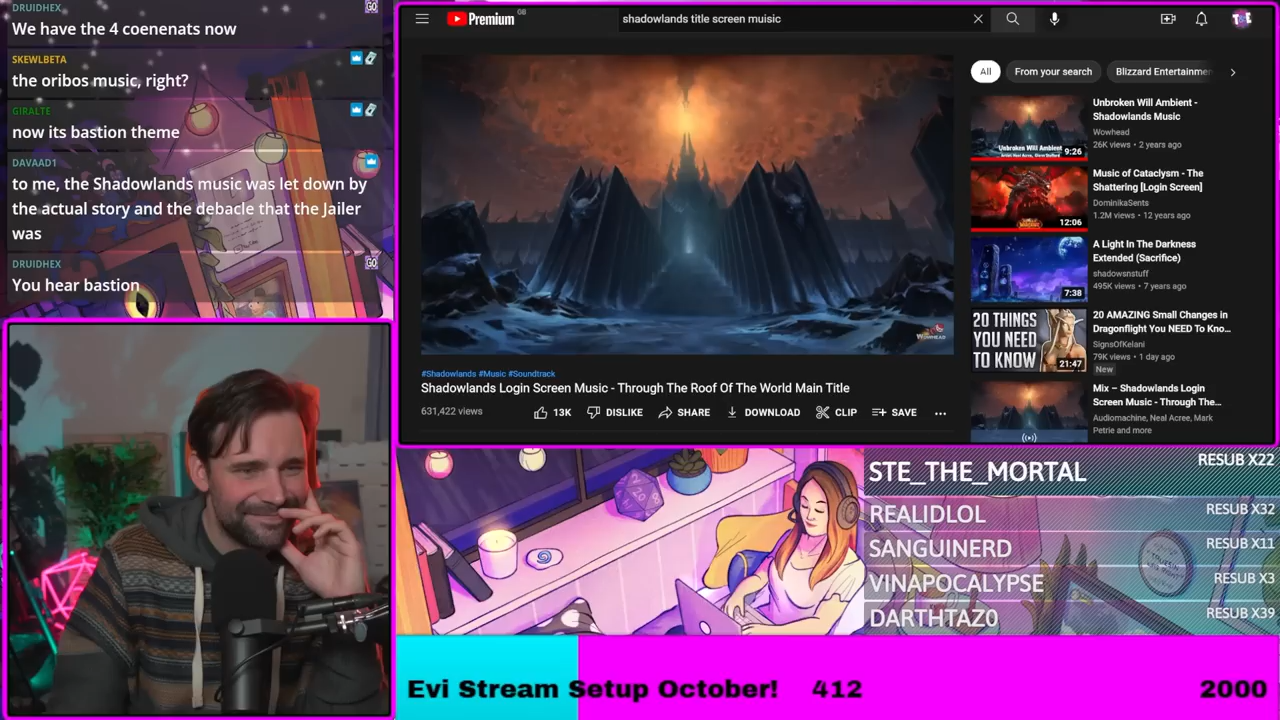 DRUIDHEX
We have the 4 coenenats now
SKEWLBETA
the oribos music, right?
GIRALTE
now its bastion theme
DAVAAD1
to me, the Shadowlands music was let down by
the actual story and the debacle that the Jailer
was
DRUIDHEX
You hear bastion
Premium GB
shadowlands title screen muisic
All
From your search
Blizzard Entertainme
Unbroken Will Ambient -
Shadowlands Music
Wowhead
26K views • 2 years ago
Unbroken Will Ambient
9:26
Music of Cataclysm - The
Shattering [Login Screen]
DominikaSents
1.2M views • 12 years ago
12:06
A Light In The Darkness
Extended (Sacrifice)
shadowsnstuff
495K views • 7 years ago
7:38
20 AMAZING Small Changes in
Dragonflight You NEED To Kno...
SignsOfKelani
79K views • 1 day ago
New
20 THINGS
YOU NEED
TO KNOW
21:47
Mix – Shadowlands Login
Screen Music - Through The...
Audiomachine, Neal Acree, Mark
Petrie and more
WOWHEAD
#Shadowlands #Music #Soundtrack
Shadowlands Login Screen Music - Through The Roof Of The World Main Title
631,422 views
13K
DISLIKE
SHARE
DOWNLOAD
CLIP
SAVE
STE_THE_MORTAL RESUB X22
REALIDLOL RESUB X32
SANGUINERD RESUB X11
VINAPOCALYPSE RESUB X3
DARTHTAZ0 RESUB X39
Evi Stream Setup October! 412 2000